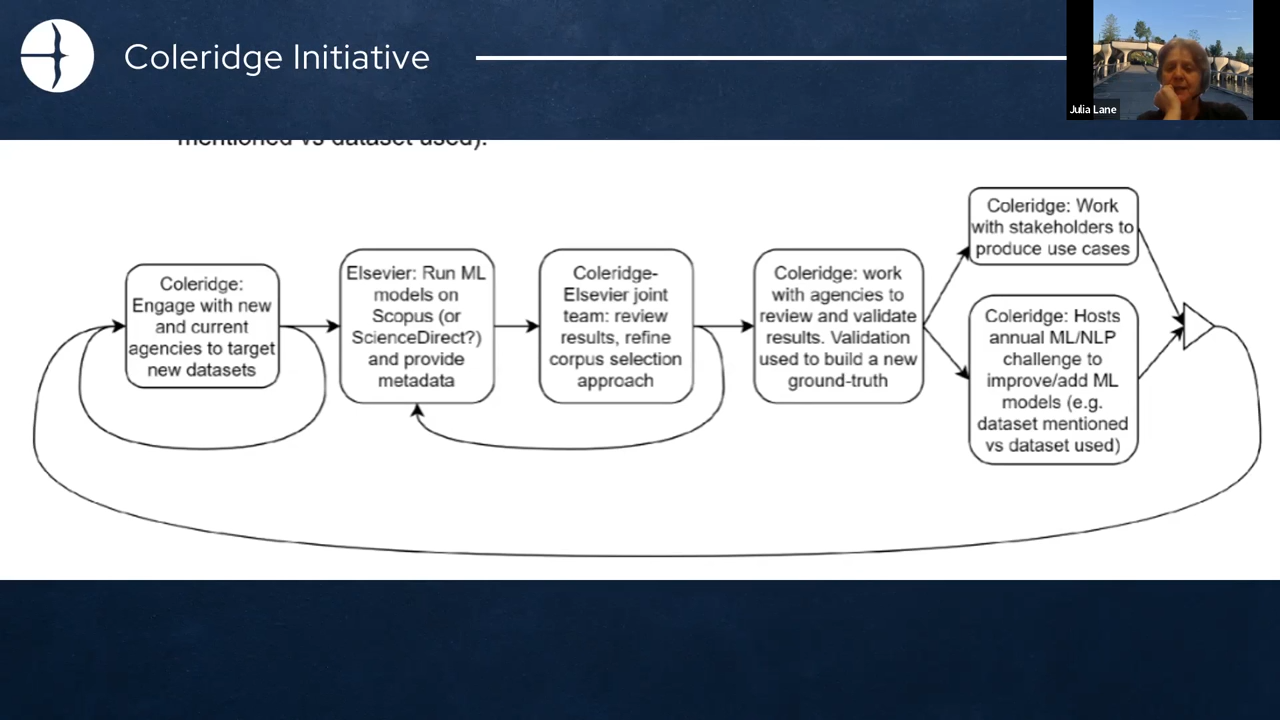 Coleridge Initiative
Julia Lane
mentioned vs dataset used).
Coleridge:
Engage with new
and current
agencies to target
new datasets
Elsevier: Run ML
models on
Scopus (or
ScienceDirect?)
and provide
metadata
Coleridge-
Elsevier joint
team: review
results, refine
corpus selection
approach
Coleridge: work
with agencies to
review and validate
results. Validation
used to build a new
ground-truth
Coleridge: Work
with stakeholders to
produce use cases
Coleridge: Hosts
annual ML/NLP
challenge to
improve/add ML
models (e.g.
dataset mentioned
vs dataset used)